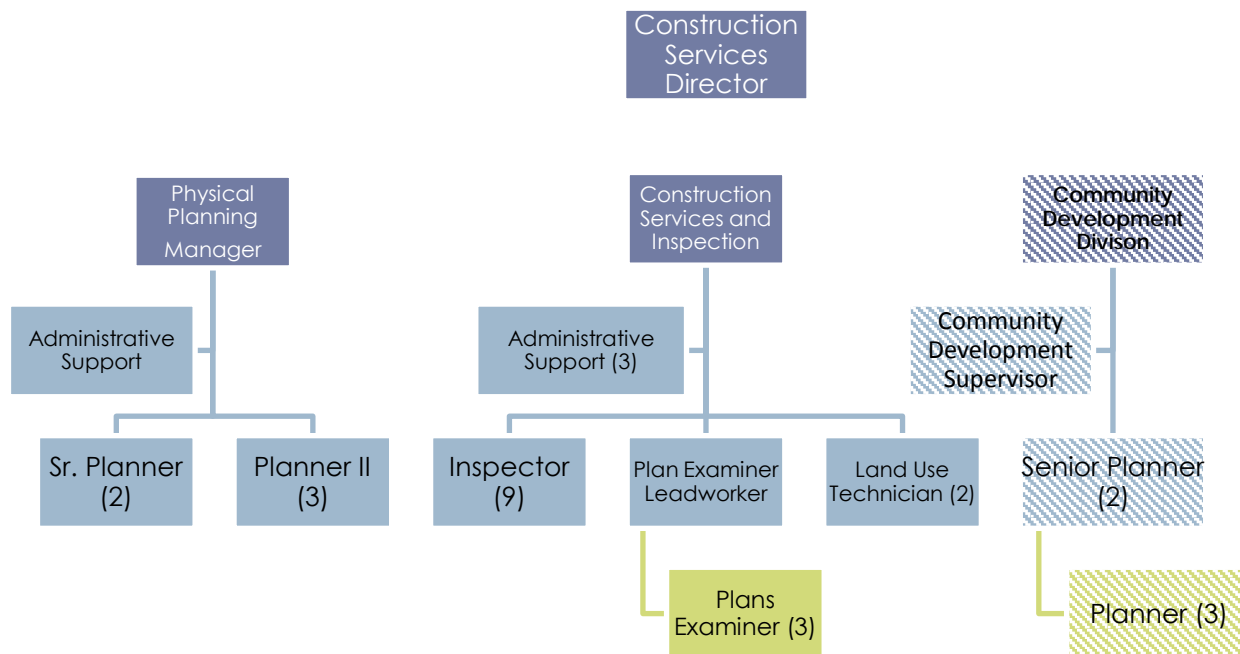 Construction
Services
Director
Physical
Planning
Manager
Construction
Services and
Inspection
Community
Development
Divison
Administrative
Support
Administrative
Support (3)
Community
Development
Supervisor
Sr. Planner
(2)
Planner II
(3)
Inspector
(9)
Plan Examiner
Leadworker
Land Use
Technician (2)
Senior Planner
(2)
Plans
Examiner (3)
Planner (3)